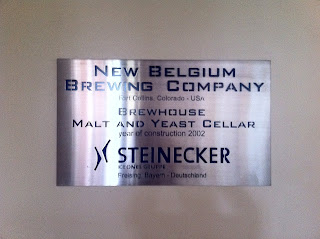 New Belgium
Brewing Company
Fort Collins, Colorado - USA
Brewhouse
Malt and Yeast Cellar
year of construction 2002
STEINECKER
KRONES GRUPPE
Freising, Bayern - Deutschland